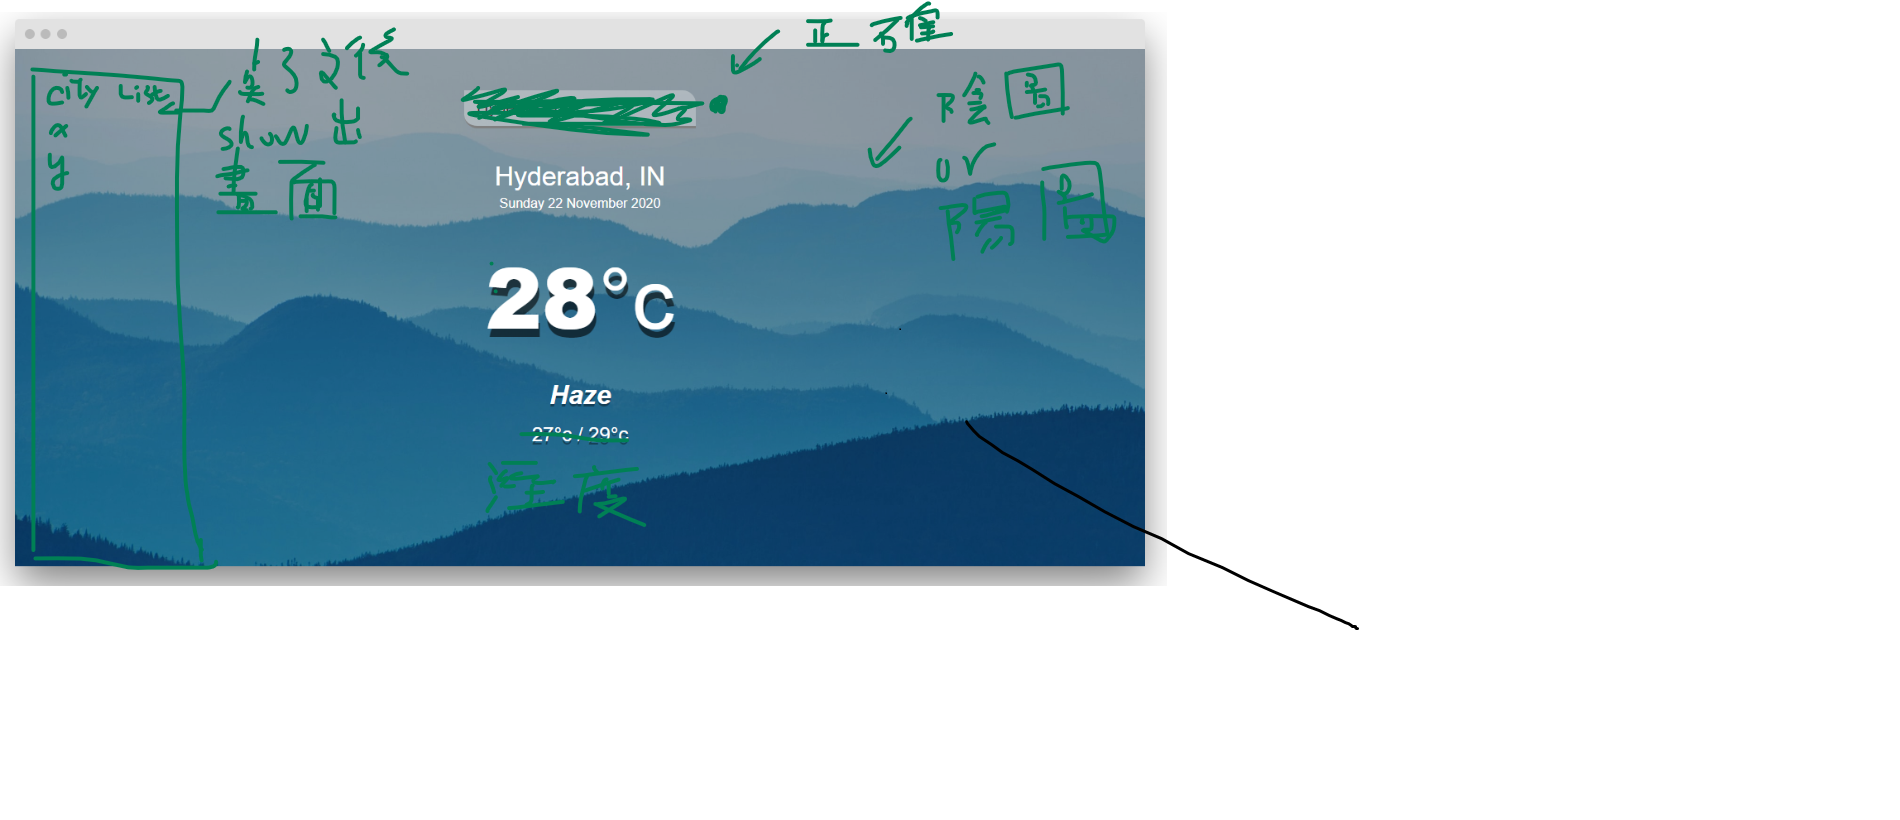 正確
點了之後
show 出
畫面
City List
x
y
陰圖
or
陽圖
Hyderabad, IN
Sunday 22 November 2020
28°c
Haze
27°c / 29°c
溼度